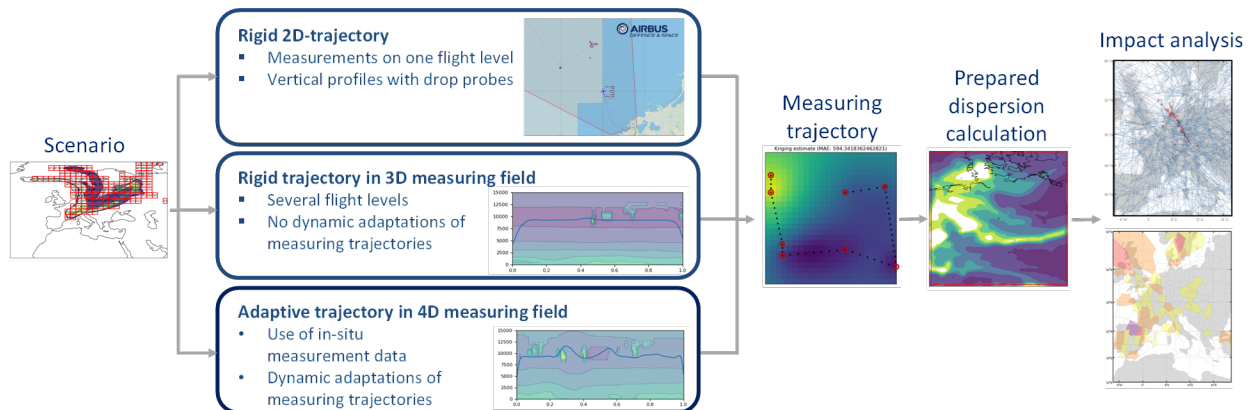 Scenario
Rigid 2D-trajectory
Measurements on one flight level
Vertical profiles with drop probes
AIRBUS
DEFENCE & SPACE
Rigid trajectory in 3D measuring field
Several flight levels
No dynamic adaptations of
measuring trajectories
15000
12500
10000
7500
5000
2500
0
0.0 0.2 0.4 0.6 0.8 1.0
Adaptive trajectory in 4D measuring field
Use of in-situ
measurement data
Dynamic adaptations of
measuring trajectories
15000
12500
10000
7500
5000
2500
0
0.0 0.2 0.4 0.6 0.8 1.0
Measuring
trajectory
Kriging estimate (MAE: 594.3418362462821)
Prepared
dispersion
calculation
Impact analysis